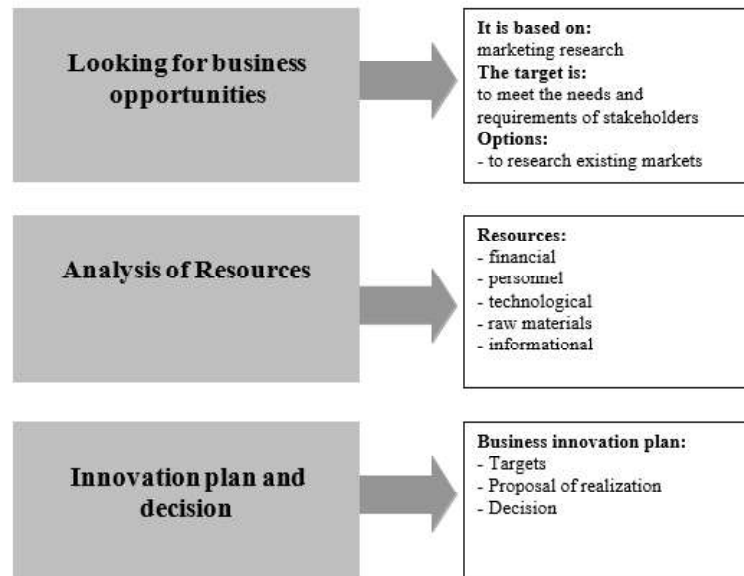 Looking for business
opportunities
It is based on:
marketing research
The target is:
to meet the needs and
requirements of stakeholders
Options:
- to research existing markets
Analysis of Resources
Resources:
- financial
- personnel
- technological
- raw materials
- informational
Innovation plan and
decision
Business innovation plan:
- Targets
- Proposal of realization
- Decision